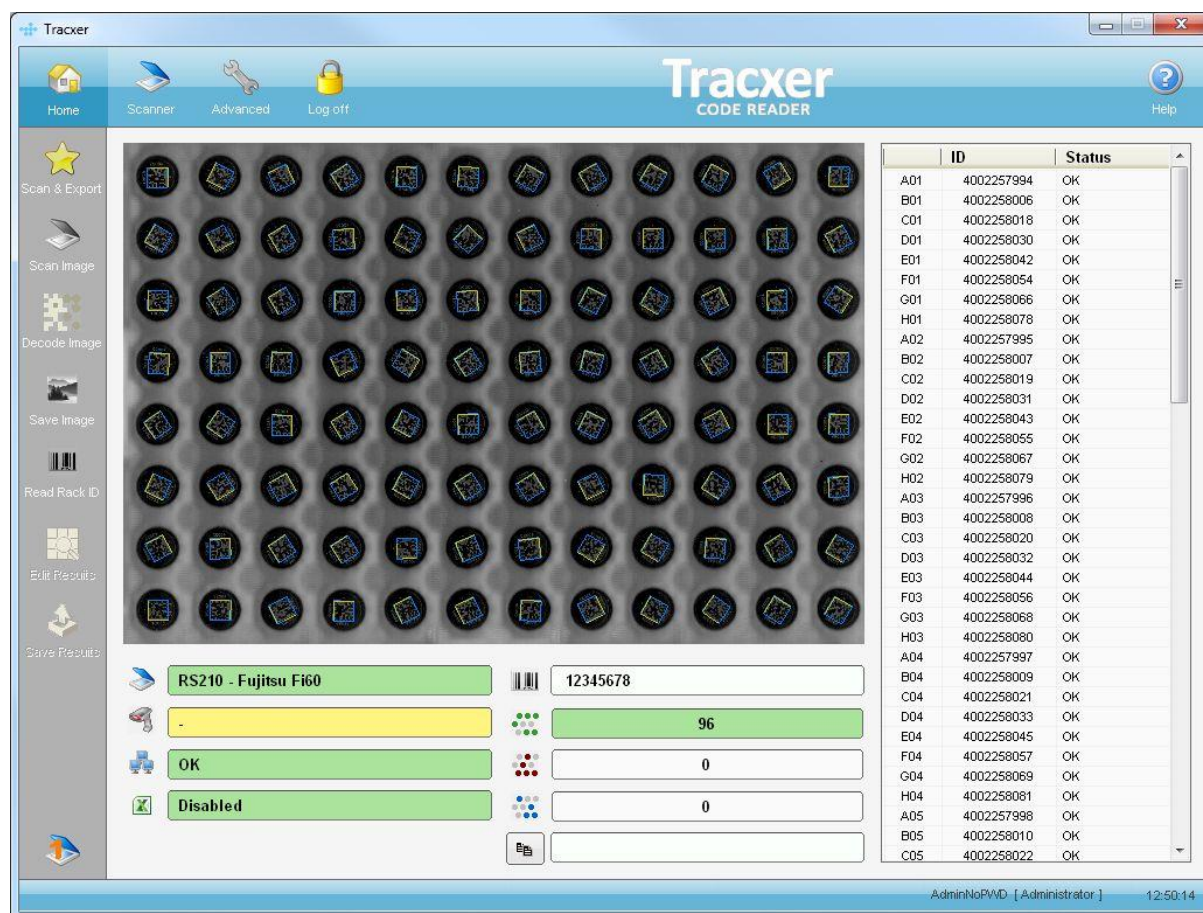 Tracxer
Home
Scanner
Advanced
Log off
Tracxer
CODE READER
Help
Scan & Export
Scan Image
Decode Image
Save Image
Read Rack ID
Edit Results
Save Results
ID Status
A01 4002257994 OK
B01 4002258006 OK
C01 4002258018 OK
D01 4002258030 OK
E01 4002258042 OK
F01 4002258054 OK
G01 4002258066 OK
H01 4002258078 OK
A02 4002257995 OK
B02 4002258007 OK
C02 4002258019 OK
D02 4002258031 OK
E02 4002258043 OK
F02 4002258055 OK
G02 4002258067 OK
H02 4002258079 OK
A03 4002257996 OK
B03 4002258008 OK
C03 4002258020 OK
D03 4002258032 OK
E03 4002258044 OK
F03 4002258056 OK
G03 4002258068 OK
H03 4002258080 OK
A04 4002257997 OK
B04 4002258009 OK
C04 4002258021 OK
D04 4002258033 OK
E04 4002258045 OK
F04 4002258057 OK
G04 4002258069 OK
H04 4002258081 OK
A05 4002257998 OK
B05 4002258010 OK
C05 4002258022 OK
RS210 - Fujitsu Fi60
12345678
-
96
OK
0
Disabled
0
AdminNoPWD [ Administrator ] 12:50:14